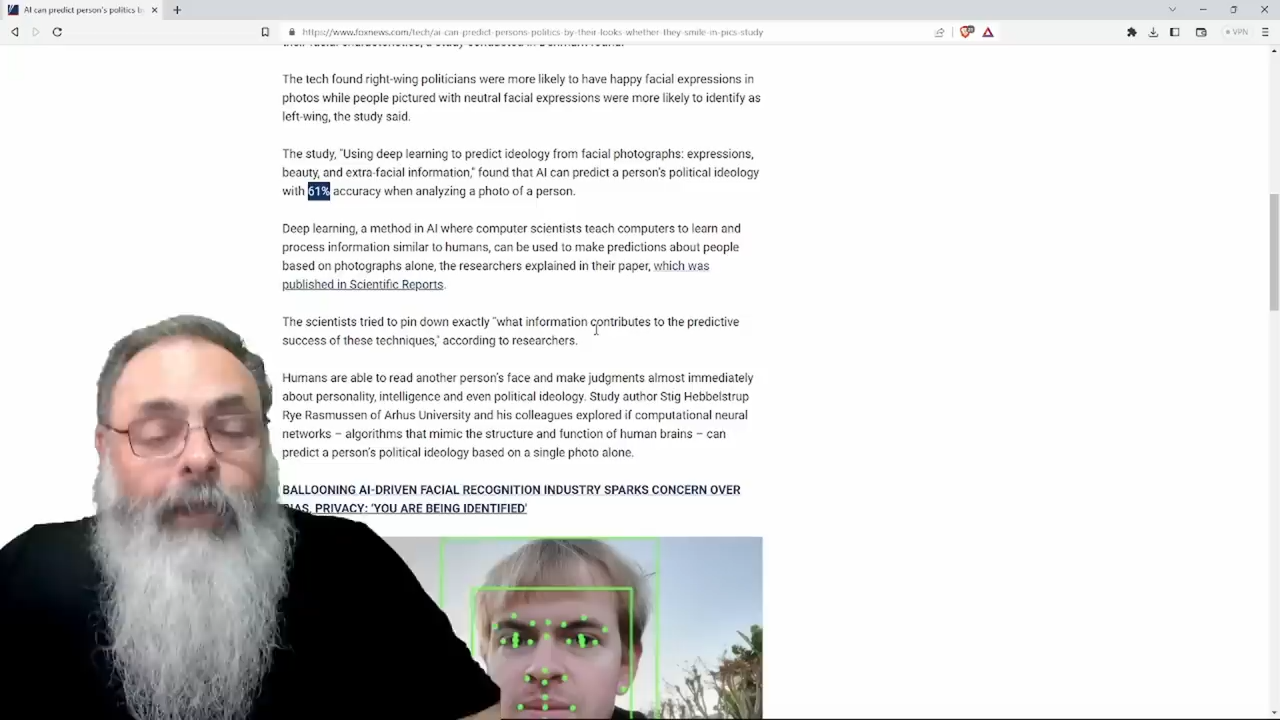 AI can predict person's politics by
https://www.foxnews.com/tech/ai-can-predict-persons-politics-by-their-looks-whether-they-smile-in-pics-study
VPN
their facial characteristics, a study conducted in Denmark found.
The tech found right-wing politicians were more likely to have happy facial expressions in
photos while people pictured with neutral facial expressions were more likely to identify as
left-wing, the study said.
The study, "Using deep learning to predict ideology from facial photographs: expressions,
beauty, and extra-facial information," found that AI can predict a person's political ideology
with 61% accuracy when analyzing a photo of a person.
Deep learning, a method in AI where computer scientists teach computers to learn and
process information similar to humans, can be used to make predictions about people
based on photographs alone, the researchers explained in their paper, which was
published in Scientific Reports.
The scientists tried to pin down exactly "what information contributes to the predictive
success of these techniques," according to researchers.
Humans are able to read another person's face and make judgments almost immediately
about personality, intelligence and even political ideology. Study author Stig Hebbelstrup
Rye Rasmussen of Arhus University and his colleagues explored if computational neural
networks – algorithms that mimic the structure and function of human brains – can
predict a person's political ideology based on a single photo alone.
BALLOONING AI-DRIVEN FACIAL RECOGNITION INDUSTRY SPARKS CONCERN OVER
BIAS, PRIVACY: 'YOU ARE BEING IDENTIFIED'